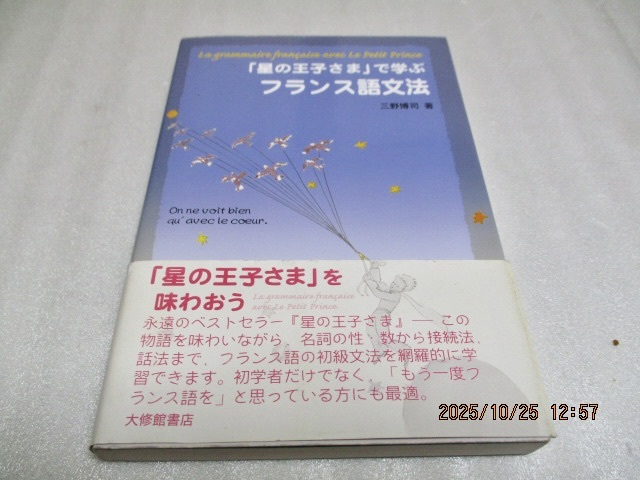 La grammaire française avec Le Petit Prince
「星の王子さま」で学ぶ
フランス語文法
三野博司 著
On ne voit bien
qu'avec le coeur.
「星の王子さま」を
味わおう
La grammaire française
avec Le Petit Prince
永遠のベストセラー『星の王子さま』── この
物語を味わいながら、名詞の性・数から接続法、
話法まで、フランス語の初級文法を網羅的に学
習できます。初学者だけでなく、「もう一度フ
ランス語を」と思っている方にも最適。
大修館書店
2025/10/25 12:57